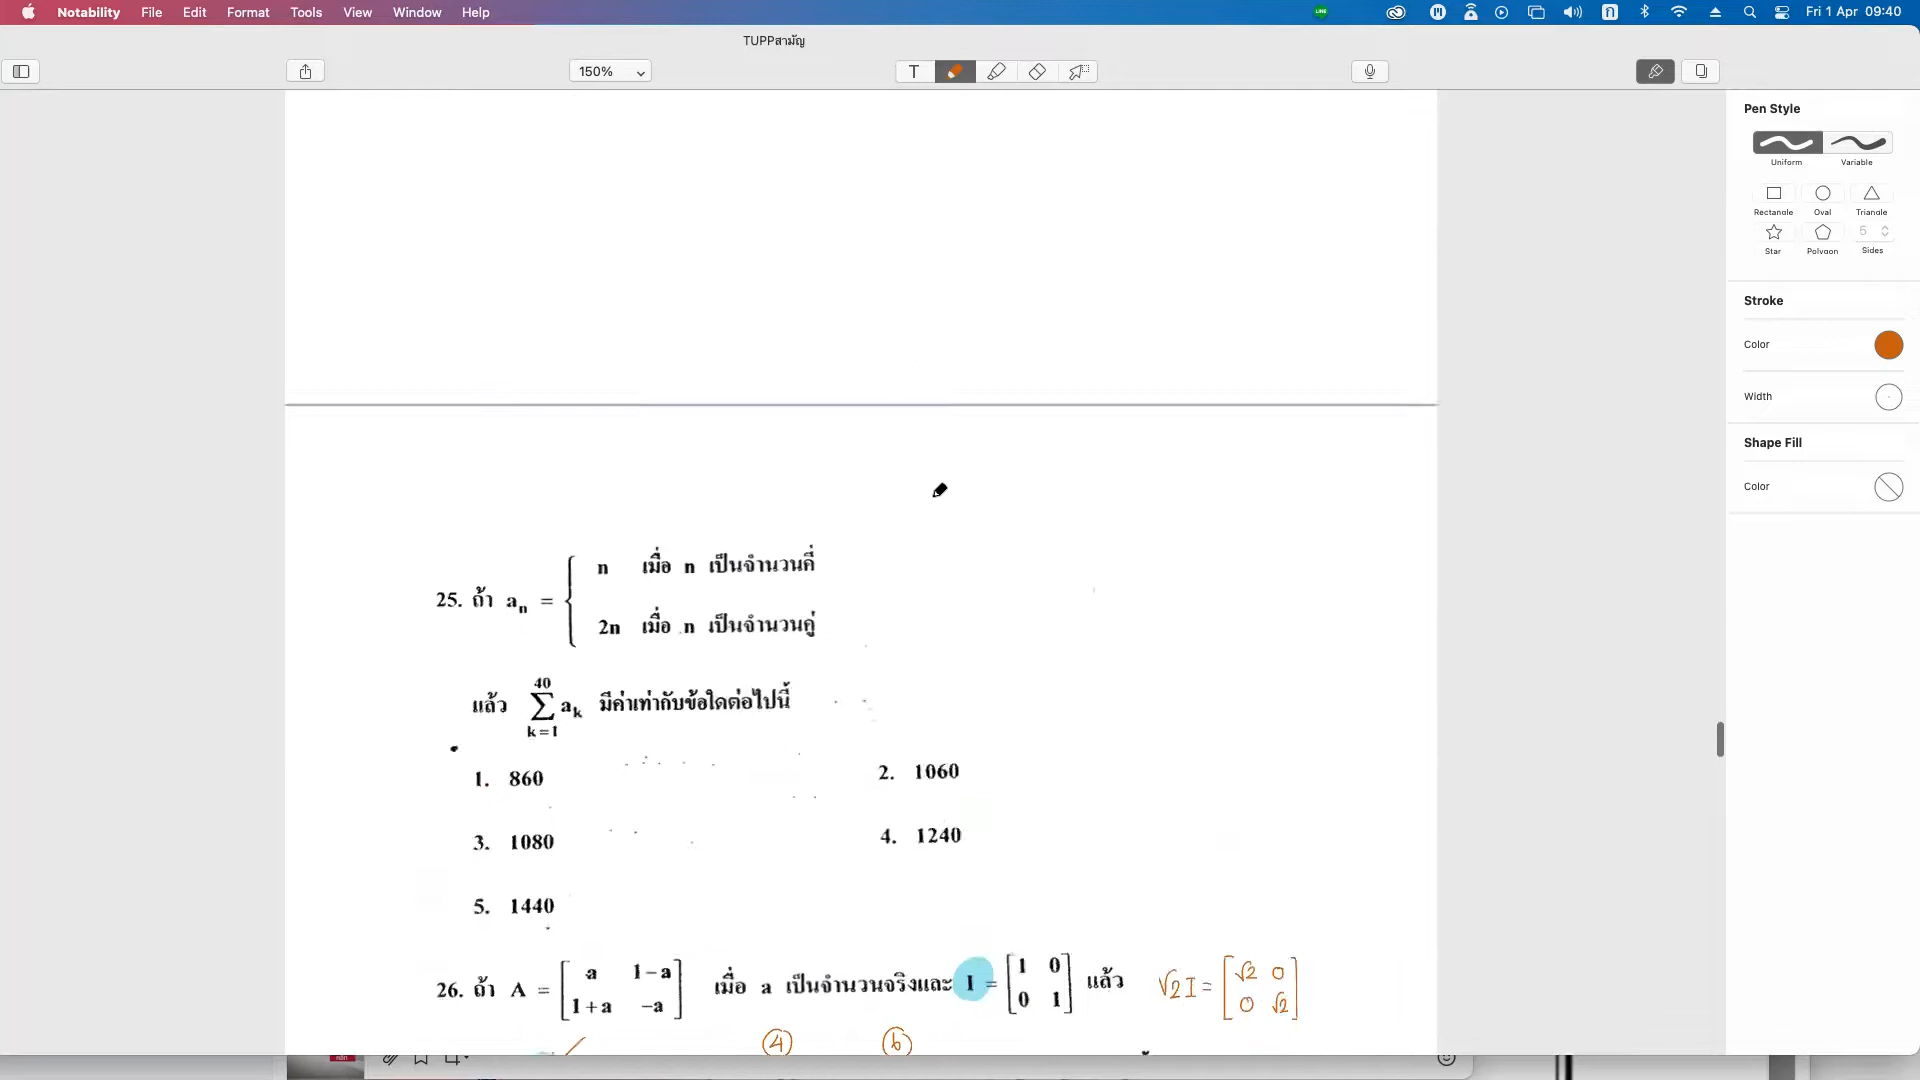 Notability File Edit Format Tools View Window Help Fri 1 Apr 09:40
TUPPสามัญ
150%
T
Pen Style
Uniform Variable
Rectangle Oval Triangle
5
Star Polygon Sides
Stroke
Color
Width
Shape Fill
Color
25. ถ้า aₙ = { n เมื่อ n เป็นจำนวนคี่
2n เมื่อ n เป็นจำนวนคู่
40
แล้ว ∑ aₖ มีค่าเท่ากับข้อใดต่อไปนี้
k = 1
1. 860 2. 1060
3. 1080 4. 1240
5. 1440
26. ถ้า A = [ a 1-a ; 1+a -a ] เมื่อ a เป็นจำนวนจริงและ I = [ 1 0 ; 0 1 ] แล้ว √2 I = [ √2 0 ; 0 √2 ]
4 b